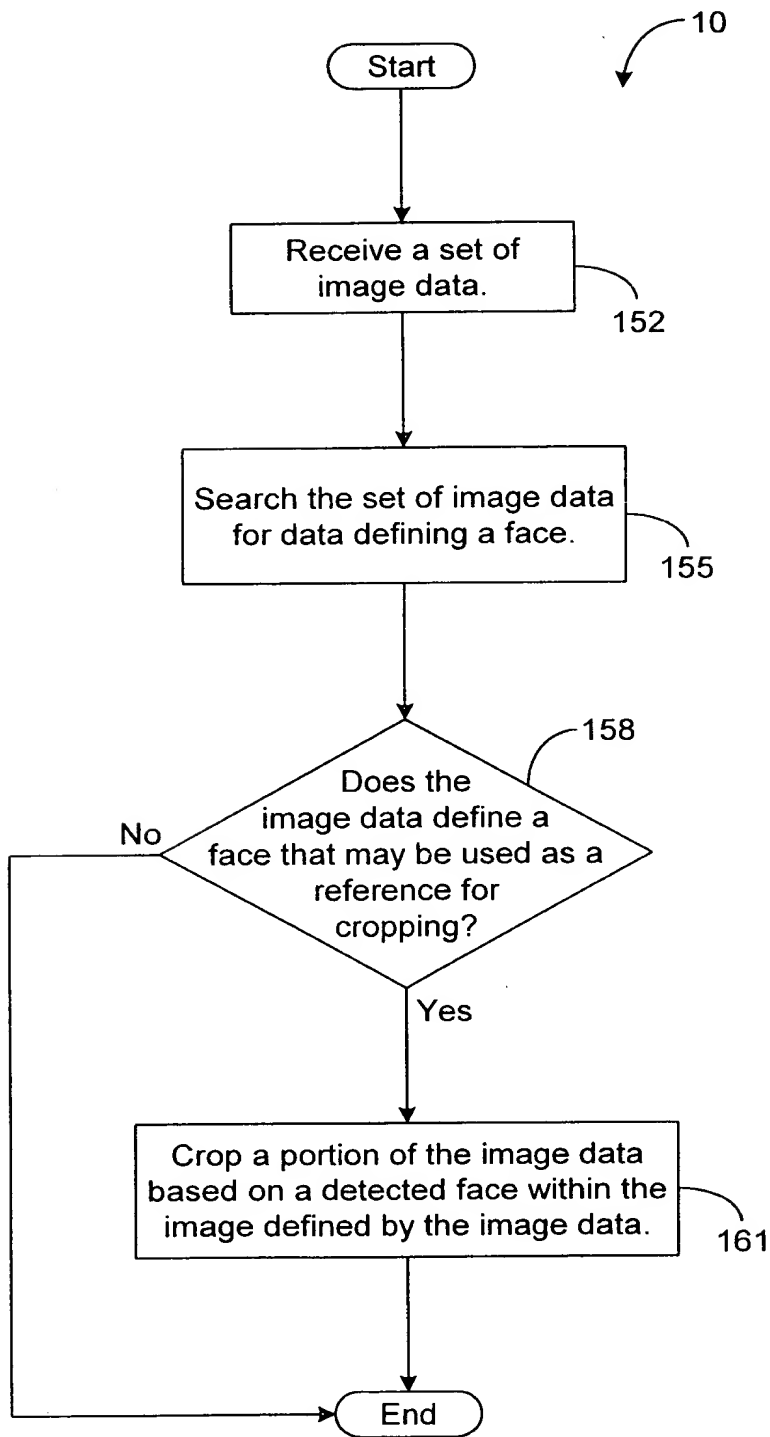 10
Start
Receive a set of
image data.
152
Search the set of image data
for data defining a face.
155
158
Does the
image data define a
face that may be used as a
reference for
cropping?
No
Yes
Crop a portion of the image data
based on a detected face within the
image defined by the image data.
161
End